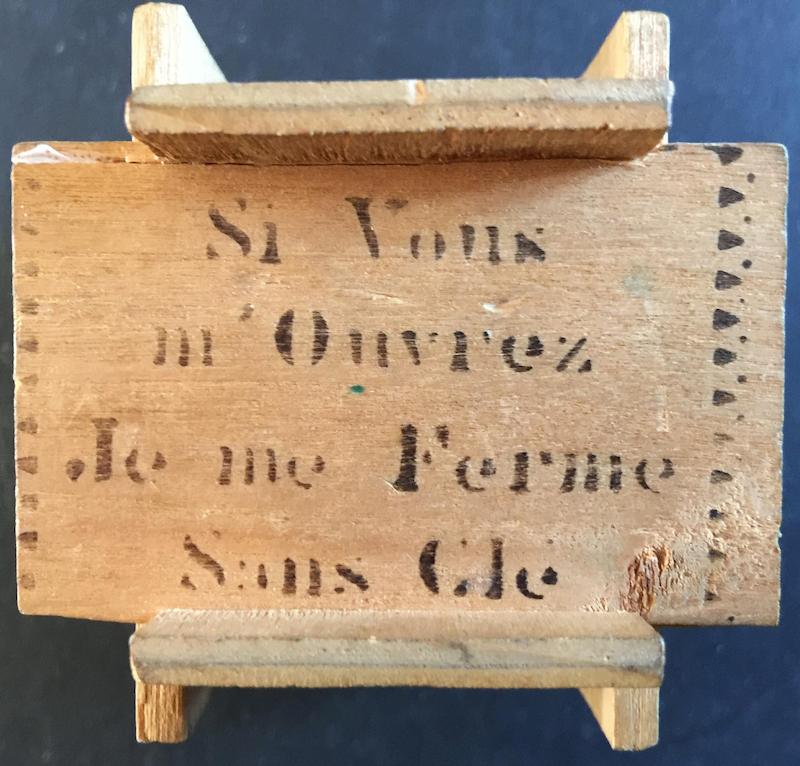 Si Vous
m'Ouvrez
Je me Ferme
Sans Cle